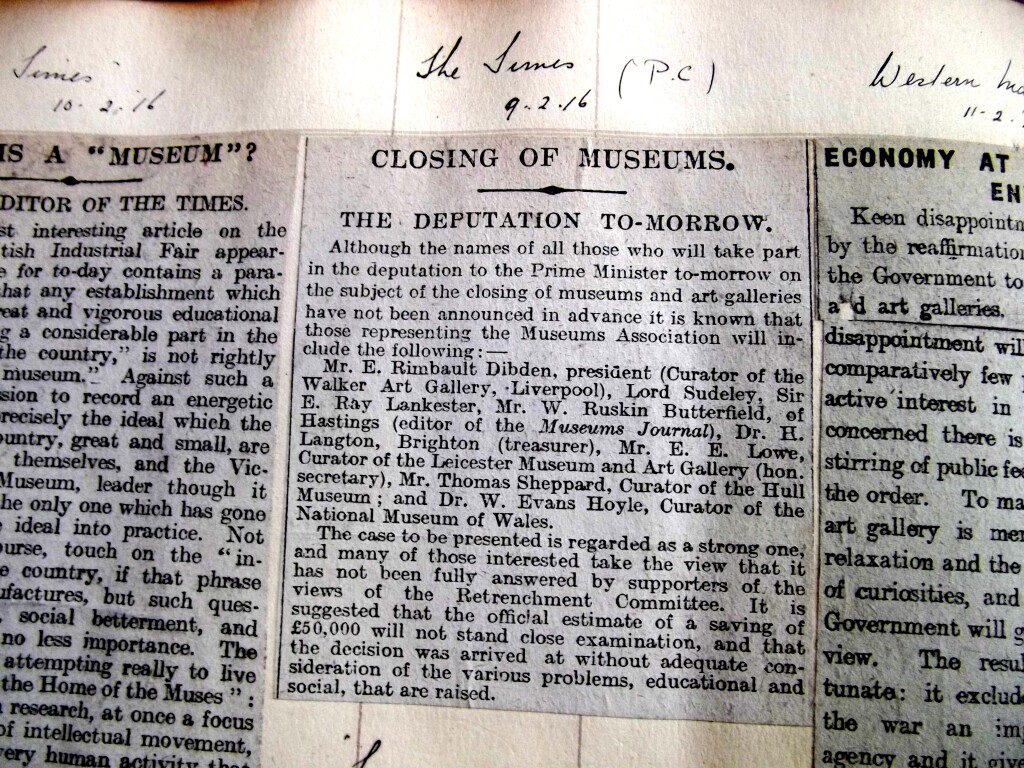 Times
10.2.16
IS A "MUSEUM"?
DITOR OF THE TIMES.
st interesting article on the
tish Industrial Fair appear-
e for to-day contains a para-
hat any establishment which
eat and vigorous educational
g a considerable part in the
the country," is not rightly
museum." Against such a
sion to record an energetic
recisely the ideal which the
ountry, great and small, are
themselves, and the Vic-
Museum, leader though it
he only one which has gone
ideal into practice. Not
ourse, touch on the "in-
e country, if that phrase
ufactures, but such ques-
, social betterment, and
no less importance. The
attempting really to live
the Home of the Muses":
research, at once a focus
of intellectual movement,
very human activity that
The Times (P.C)
9.2.16
CLOSING OF MUSEUMS.
THE DEPUTATION TO-MORROW.
Although the names of all those who will take part
in the deputation to the Prime Minister to-morrow on
the subject of the closing of museums and art galleries
have not been announced in advance it is known that
those representing the Museums Association will in-
clude the following:—
Mr. E. Rimbault Dibden, president (Curator of the
Walker Art Gallery, Liverpool), Lord Sudeley, Sir
E. Ray Lankester, Mr. W. Ruskin Butterfield, of
Hastings (editor of the Museums Journal), Dr. H.
Langton, Brighton (treasurer), Mr. E. E. Lowe,
Curator of the Leicester Museum and Art Gallery (hon.
secretary), Mr. Thomas Sheppard, Curator of the Hull
Museum; and Dr. W. Evans Hoyle, Curator of the
National Museum of Wales.
The case to be presented is regarded as a strong one,
and many of those interested take the view that it
has not been fully answered by supporters of the
views of the Retrenchment Committee. It is
suggested that the official estimate of a saving of
£50,000 will not stand close examination, and that
the decision was arrived at without adequate con-
sideration of the various problems, educational and
social, that are raised.
Western
11.2.
ECONOMY AT
EN
Keen disappointm
by the reaffirmation
the Government to
a d art galleries.
disappointment will
comparatively few
active interest in
concerned there is
stirring of public fee
the order. To ma
art gallery is mer
relaxation and the
of curiosities, and
Government will g
view. The resul
tunate: it exclude
the war an imp
agency and it give